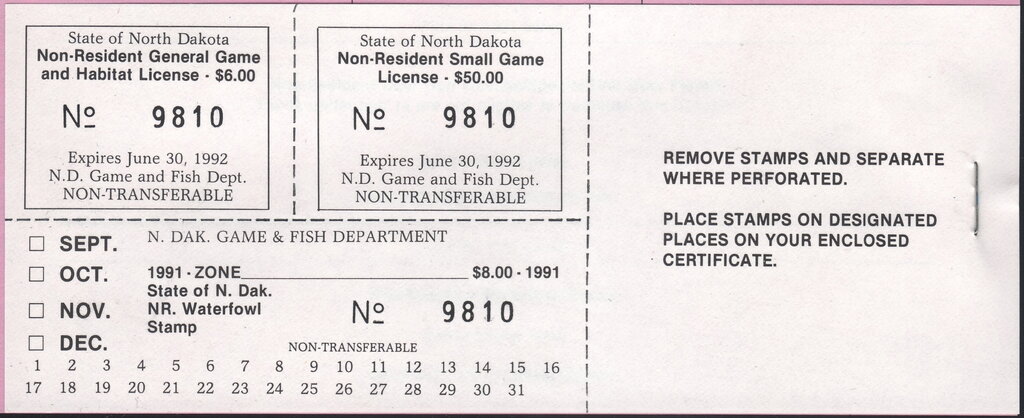 State of North Dakota
Non-Resident General Game
and Habitat License - $6.00
Nº 9810
Expires June 30, 1992
N.D. Game and Fish Dept.
NON-TRANSFERABLE
State of North Dakota
Non-Resident Small Game
License - $50.00
Nº 9810
Expires June 30, 1992
N.D. Game and Fish Dept.
NON-TRANSFERABLE
REMOVE STAMPS AND SEPARATE
WHERE PERFORATED.
PLACE STAMPS ON DESIGNATED
PLACES ON YOUR ENCLOSED
CERTIFICATE.
☐ SEPT. N. DAK. GAME & FISH DEPARTMENT
☐ OCT. 1991 - ZONE____________________ $8.00 - 1991
State of N. Dak.
☐ NOV. NR. Waterfowl Nº 9810
Stamp
☐ DEC. NON-TRANSFERABLE
1 2 3 4 5 6 7 8 9 10 11 12 13 14 15 16
17 18 19 20 21 22 23 24 25 26 27 28 29 30 31